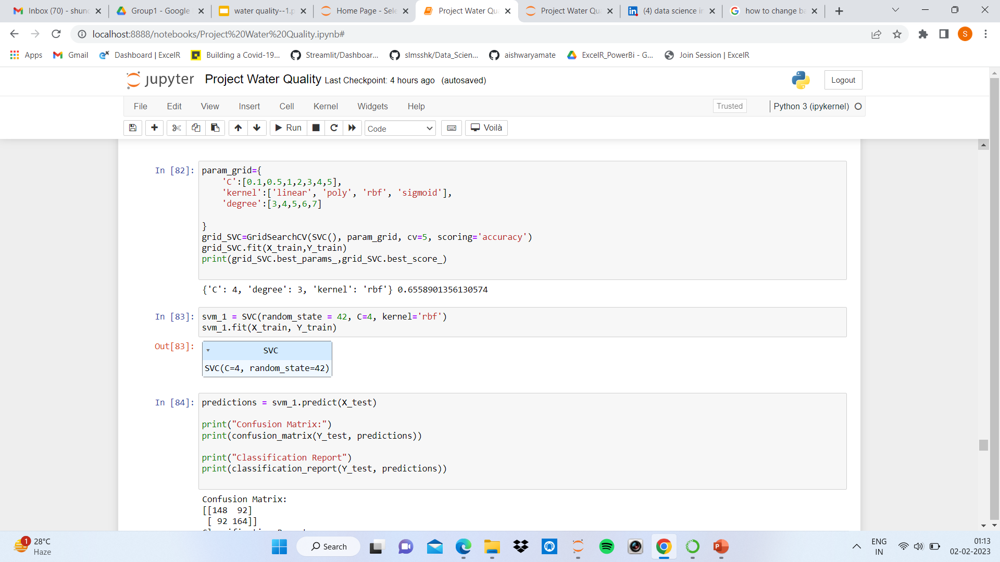 Inbox (70) - shun
Group1 - Google
water quality--1.p
Home Page - Sele
Project Water Qu
Project Water Qu
(4) data science in
how to change ba
localhost:8888/notebooks/Project%20Water%20Quality.ipynb#
S
Apps
Gmail
Dashboard | ExcelR
Building a Covid-19...
Streamlit/Dashboar...
slmsshk/Data_Scien...
aishwaryamate
ExcelR_PowerBi - G...
Join Session | ExcelR
jupyter Project Water Quality Last Checkpoint: 4 hours ago (autosaved)
Logout
File Edit View Insert Cell Kernel Widgets Help
Trusted
Python 3 (ipykernel)
Run
Code
Voilà
In [82]: param_grid={
'C':[0.1,0.5,1,2,3,4,5],
'kernel':['linear', 'poly', 'rbf', 'sigmoid'],
'degree':[3,4,5,6,7]
}
grid_SVC=GridSearchCV(SVC(), param_grid, cv=5, scoring='accuracy')
grid_SVC.fit(X_train,Y_train)
print(grid_SVC.best_params_,grid_SVC.best_score_)
{'C': 4, 'degree': 3, 'kernel': 'rbf'} 0.6558901356130574
In [83]: svm_1 = SVC(random_state = 42, C=4, kernel='rbf')
svm_1.fit(X_train, Y_train)
Out[83]:
SVC
SVC(C=4, random_state=42)
In [84]: predictions = svm_1.predict(X_test)
print("Confusion Matrix:")
print(confusion_matrix(Y_test, predictions))
print("Classification Report")
print(classification_report(Y_test, predictions))
Confusion Matrix:
[[148  92]
[ 92 164]]
1
28°C
Haze
Search
ENG
IN
01:13
02-02-2023